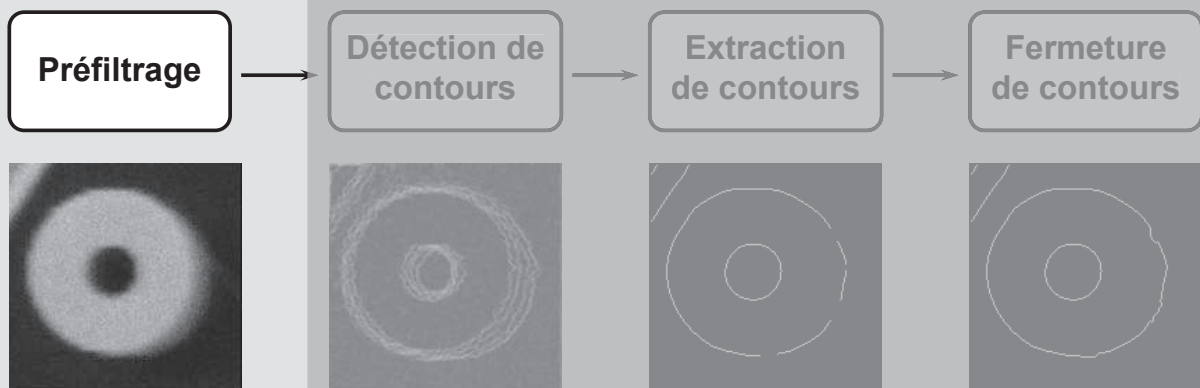 Préfiltrage
Détection de
contours
Extraction
de contours
Fermeture
de contours